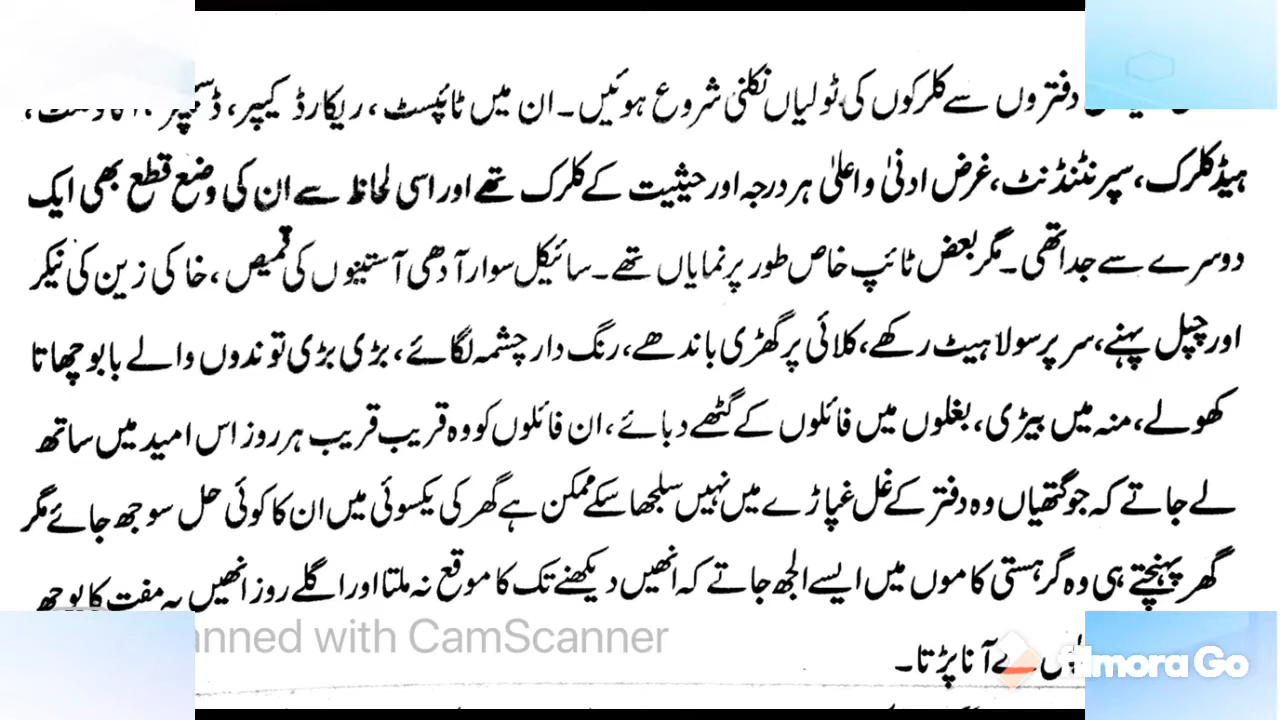 دفتروں سے کلرکوں کی ٹولیاں نکلنی شروع ہوئیں۔ ان میں ٹائپسٹ، ریکارڈ کیپر، ڈسپیچر،
ہیڈ کلرک، سپرنٹنڈنٹ، غرض ادنیٰ و اعلیٰ ہر درجہ اور حیثیت کے کلرک تھے اور اسی لحاظ سے ان کی وضع قطع بھی ایک
دوسرے سے جدا تھی۔ مگر بعض ٹائپ خاص طور پر نمایاں تھے۔ سائیکل سوار آدھی آستینوں کی قمیص، خاکی زین کی نیکر
اور چپل پہنے، سر پر سولا ہیٹ رکھے، کلائی پر گھڑی باندھے، رنگ دار چشمہ لگائے، بڑی بڑی توندوں والے بابو چھاتا
کھولے، منہ میں بیڑی، بغلوں میں فائلوں کے گٹھے دبائے، ان فائلوں کو وہ قریب قریب ہر روز اس امید میں ساتھ
لے جاتے کہ جو گتھیاں وہ دفتر کے غل غپاڑے میں نہیں سلجھا سکے ممکن ہے گھر کی یکسوئی میں ان کا کوئی حل سوجھ جائے مگر
گھر پہنچتے ہی وہ گرہستی کاموں میں ایسے الجھ جاتے کہ انھیں دیکھنے تک کا موقع نہ ملتا اور اگلے روز انھیں یہ مفت کا بوجھ
آنا پڑتا۔
anned with CamScanner
filmora Go